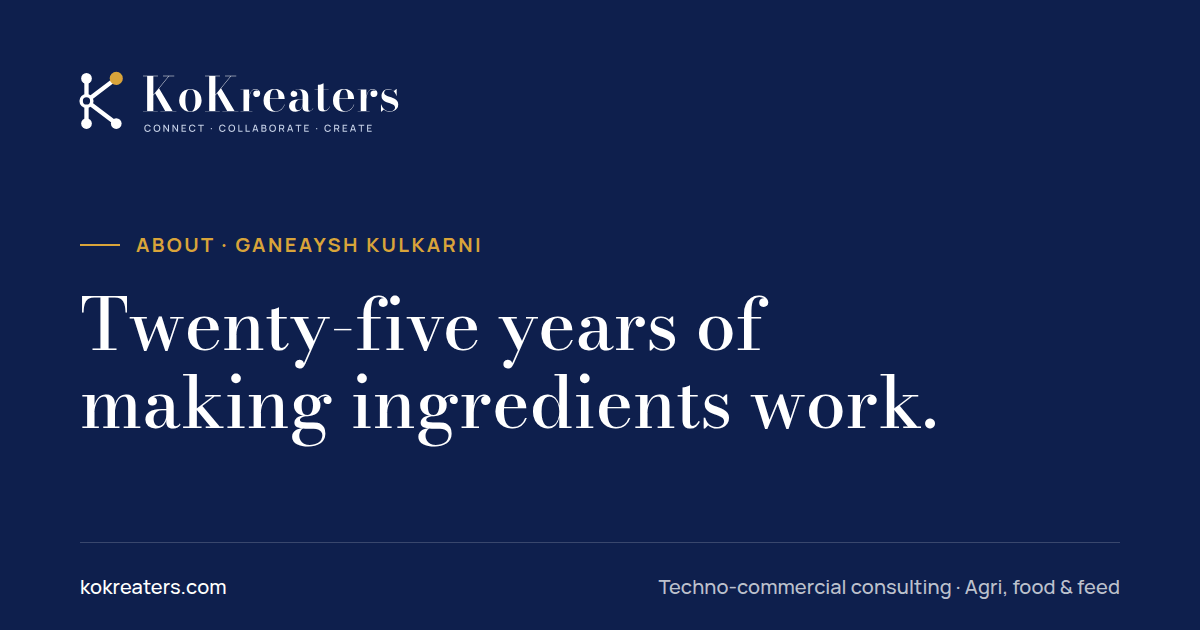 KoKreaters
CONNECT · COLLABORATE · CREATE
ABOUT · GANEAYSH KULKARNI
Twenty-five years of
making ingredients work.
kokreaters.com
Techno-commercial consulting · Agri, food & feed